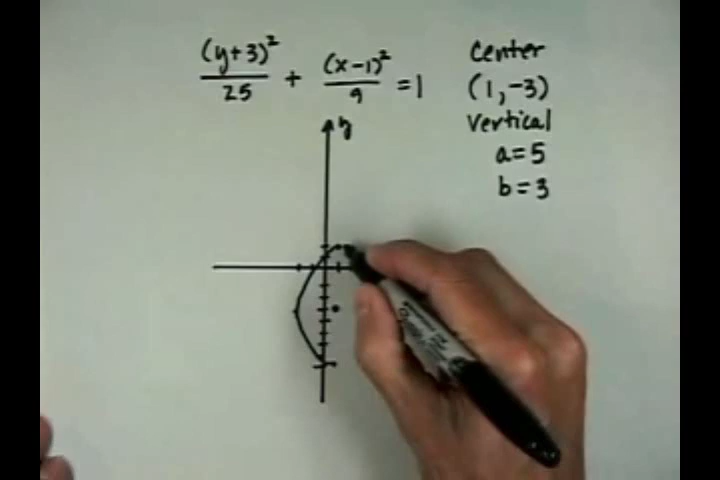 (y+3)²/25 + (x-1)²/9 = 1
Center
(1, -3)
Vertical
a = 5
b = 3
y